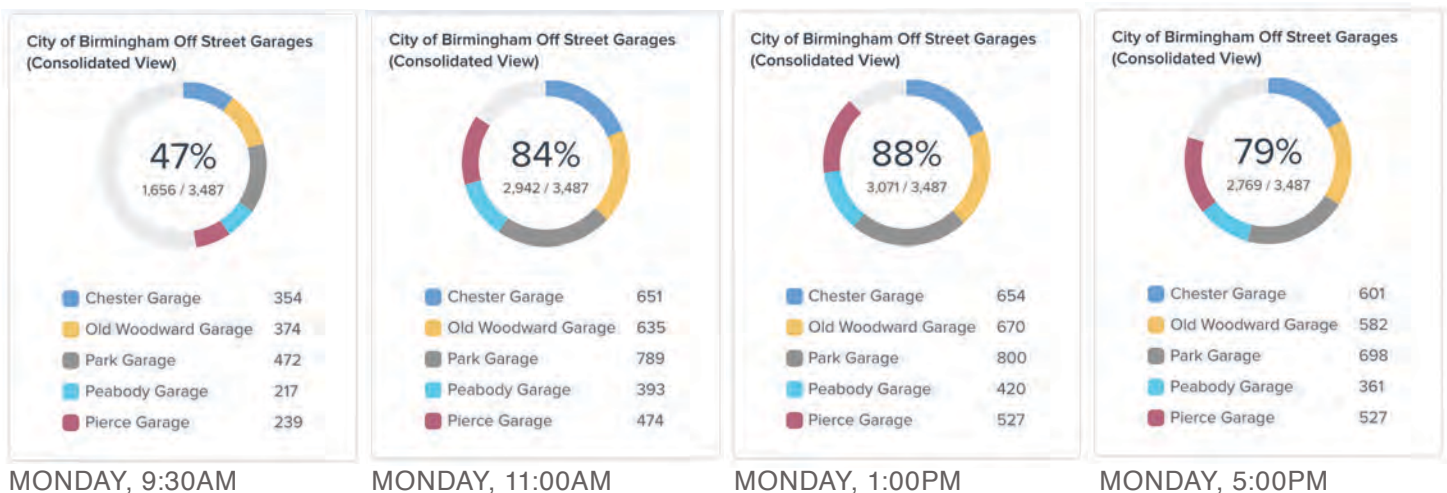 City of Birmingham Off Street Garages
(Consolidated View)
47%
1,656 / 3,487
Chester Garage 354
Old Woodward Garage 374
Park Garage 472
Peabody Garage 217
Pierce Garage 239
MONDAY, 9:30AM
City of Birmingham Off Street Garages
(Consolidated View)
84%
2,942 / 3,487
Chester Garage 651
Old Woodward Garage 635
Park Garage 789
Peabody Garage 393
Pierce Garage 474
MONDAY, 11:00AM
City of Birmingham Off Street Garages
(Consolidated View)
88%
3,071 / 3,487
Chester Garage 654
Old Woodward Garage 670
Park Garage 800
Peabody Garage 420
Pierce Garage 527
MONDAY, 1:00PM
City of Birmingham Off Street Garages
(Consolidated View)
79%
2,769 / 3,487
Chester Garage 601
Old Woodward Garage 582
Park Garage 698
Peabody Garage 361
Pierce Garage 527
MONDAY, 5:00PM